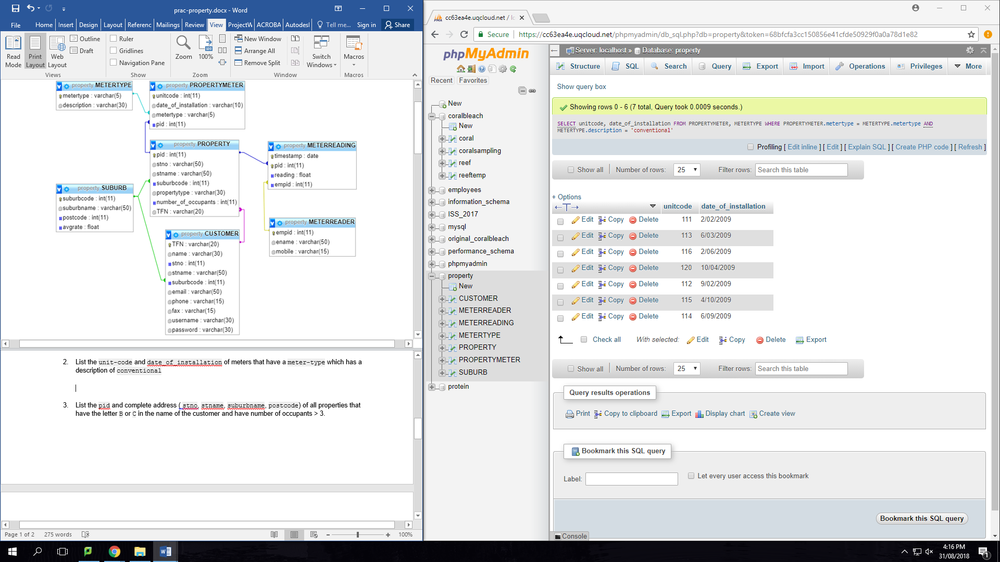 prac-property.docx - Word
File Home Insert Design Layout Referenc Mailings Review View ProjectW ACROBA Autodesl Tell me... Sign in Share
Read Mode
Print Layout
Web Layout
Outline
Draft
Views
Ruler
Gridlines
Navigation Pane
Show
Zoom
100%
Zoom
New Window
Arrange All
Remove Split
Switch Windows
Window
Macros
Macros
property METERTYPE
metertype : varchar(5)
description : varchar(30)
property PROPERTYMETER
unitcode : int(11)
date_of_installation : varchar(10)
metertype : varchar(5)
pid : int(11)
property PROPERTY
pid : int(11)
stno : varchar(50)
stname : varchar(50)
suburbcode : int(11)
propertytype : varchar(30)
number_of_occupants : int(11)
TFN : varchar(20)
property METERREADING
timestamp : date
pid : int(11)
reading : float
empid : int(11)
property SUBURB
suburbcode : int(11)
suburbname : varchar(50)
postcode : int(11)
avgrate : float
property METERREADER
empid : int(11)
ename : varchar(50)
mobile : varchar(15)
property CUSTOMER
TFN : varchar(20)
name : varchar(30)
stno : int(11)
stname : varchar(50)
suburbcode : int(11)
email : varchar(50)
phone : varchar(15)
fax : varchar(15)
username : varchar(30)
password : varchar(30)
2. List the unit-code and date_of_installation of meters that have a meter-type which has a
description of conventional
3. List the pid and complete address ( stno, stname, suburbname, postcode) of all properties that
have the letter B or C in the name of the customer and have number of occupants > 3.
Page 1 of 2 275 words 100%
cc63ea4e.uqcloud.net / lo
Secure https://cc63ea4e.uqcloud.net/phpmyadmin/db_sql.php?db=property&token=68bfcfa3cc150856e41cfde50929f0a0a78d1e82
phpMyAdmin
Recent Favorites
New
coralbleach
New
coral
coralsampling
reef
reeftemp
employees
information_schema
ISS_2017
mysql
original_coralbleach
performance_schema
phpmyadmin
property
New
CUSTOMER
METERREADER
METERREADING
METERTYPE
PROPERTY
PROPERTYMETER
SUBURB
protein
Server: localhost » Database: property
Structure SQL Search Query Export Import Operations Privileges More
Show query box
Showing rows 0 - 6 (7 total, Query took 0.0009 seconds.)
SELECT unitcode, date_of_installation FROM PROPERTYMETER, METERTYPE WHERE PROPERTYMETER.metertype = METERTYPE.metertype AND
METERTYPE.description = 'conventional'
Profiling [ Edit inline ] [ Edit ] [ Explain SQL ] [ Create PHP code ] [ Refresh ]
Show all Number of rows: 25 Filter rows: Search this table
+ Options
←T→ unitcode date_of_installation
Edit Copy Delete 111 2/02/2009
Edit Copy Delete 113 6/03/2009
Edit Copy Delete 116 2/06/2009
Edit Copy Delete 120 10/04/2009
Edit Copy Delete 112 9/02/2009
Edit Copy Delete 115 4/10/2009
Edit Copy Delete 114 6/09/2009
Check all With selected: Edit Copy Delete Export
Show all Number of rows: 25 Filter rows: Search this table
Query results operations
Print Copy to clipboard Export Display chart Create view
Bookmark this SQL query
Label: Let every user access this bookmark
Bookmark this SQL query
Console
4:16 PM
31/08/2018
1